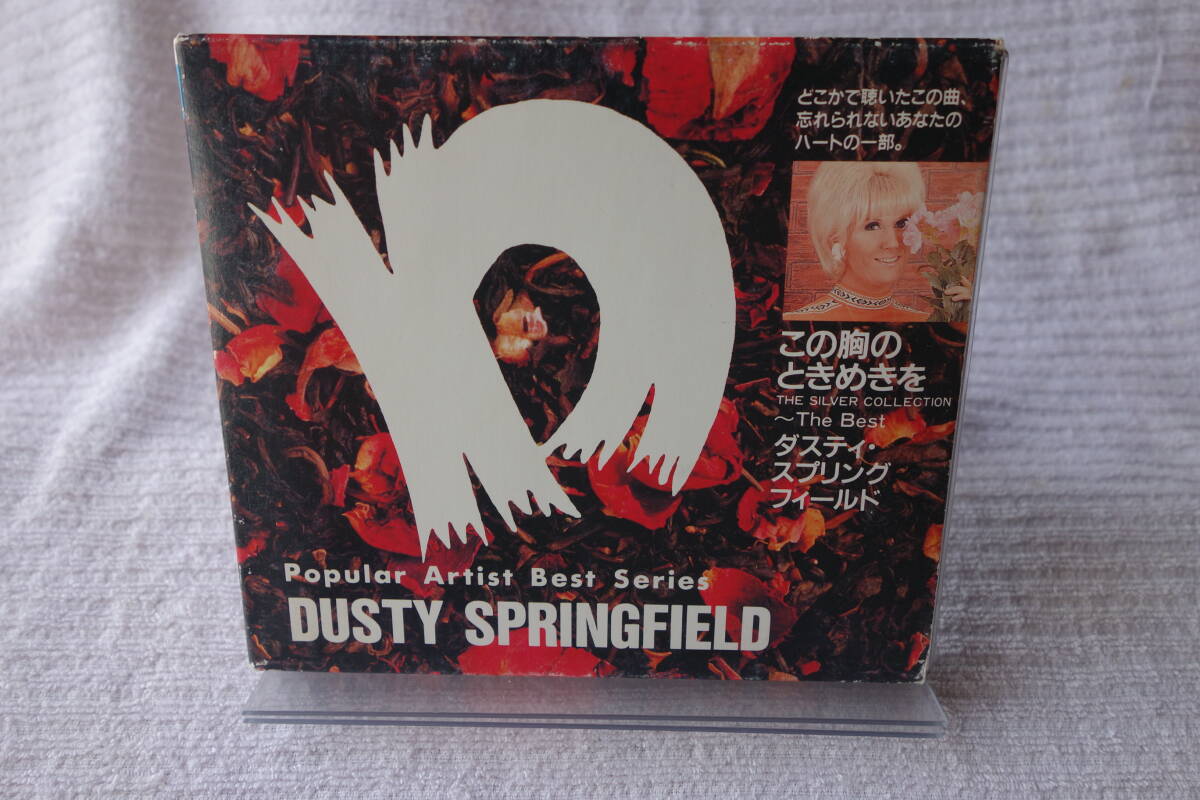 どこかで聴いたこの曲、
忘れられないあなたの
ハートの一部。
この胸の
ときめきを
THE SILVER COLLECTION
～The Best
ダスティ・
スプリング
フィールド
Popular Artist Best Series
DUSTY SPRINGFIELD